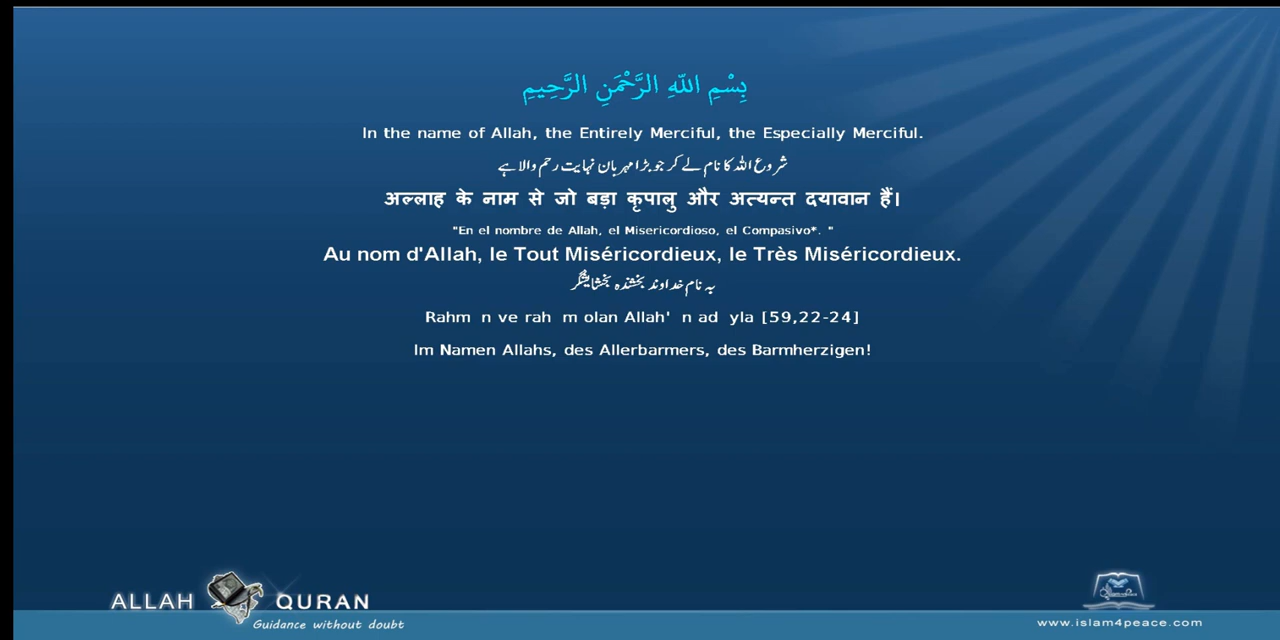 بِسْمِ اللَّهِ الرَّحْمَنِ الرَّحِيمِ
In the name of Allah, the Entirely Merciful, the Especially Merciful.
شروع اللہ کا نام لے کر جو بڑا مہربان نہایت رحم والا ہے
अल्लाह के नाम से जो बड़ा कृपालु और अत्यन्त दयावान हैं।
"En el nombre de Allah, el Misericordioso, el Compasivo*. "
Au nom d'Allah, le Tout Miséricordieux, le Très Miséricordieux.
به نام خداوند بخشنده بخشایشگر
Rahm n ve rah m olan Allah' n ad yla [59,22-24]
Im Namen Allahs, des Allerbarmers, des Barmherzigen!
ALLAH QURAN
Guidance without doubt
www.islam4peace.com